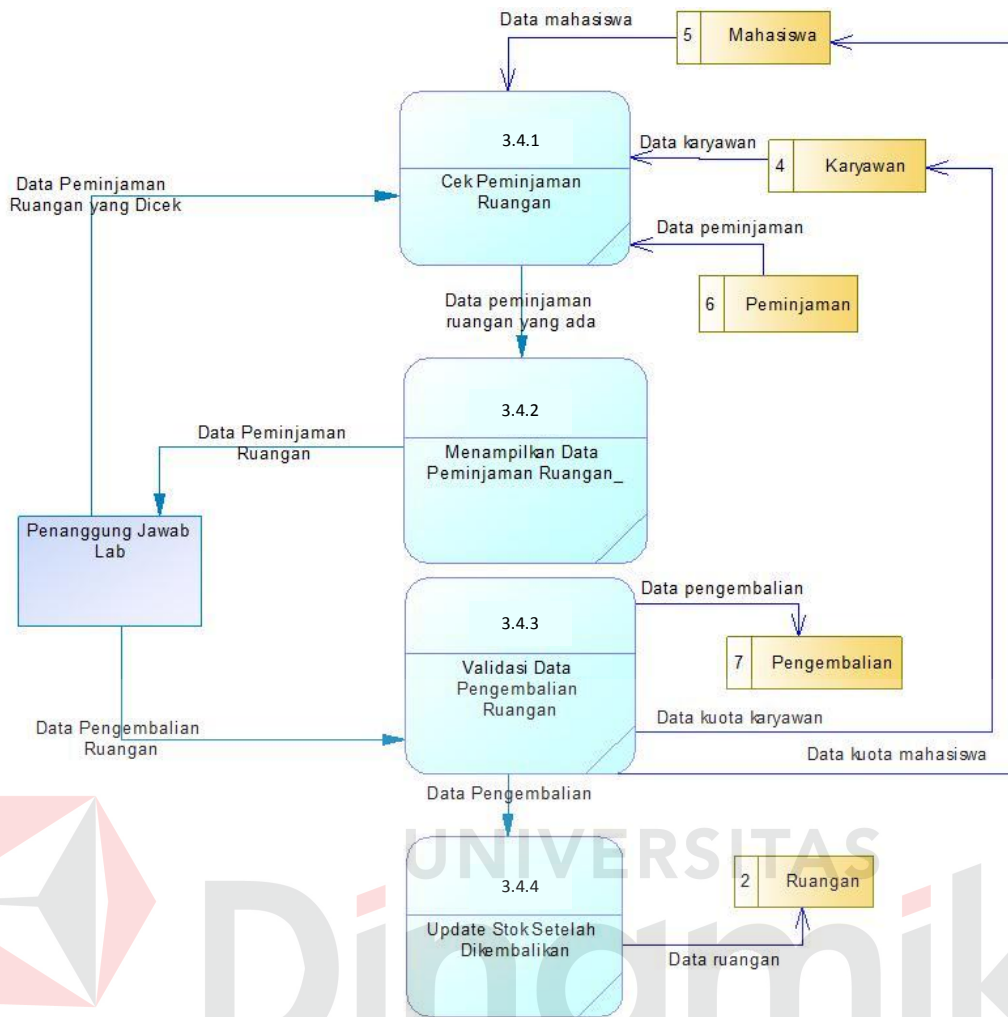 Data mahasiswa
5 Mahasiswa
3.4.1
Cek Peminjaman
Ruangan
Data karyawan
4 Karyawan
Data Peminjaman
Ruangan yang Dicek
Data peminjaman
6 Peminjaman
Data peminjaman
ruangan yang ada
3.4.2
Menampilkan Data
Peminjaman Ruangan_
Data Peminjaman
Ruangan
Penanggung Jawab
Lab
3.4.3
Validasi Data
Pengembalian
Ruangan
Data pengembalian
7 Pengembalian
Data kuota karyawan
Data kuota mahasiswa
Data Pengembalian
Ruangan
Data Pengembalian
UNIVERSITAS
Dinamik
3.4.4
Update Stok Setelah
Dikembalikan
2 Ruangan
Data ruangan